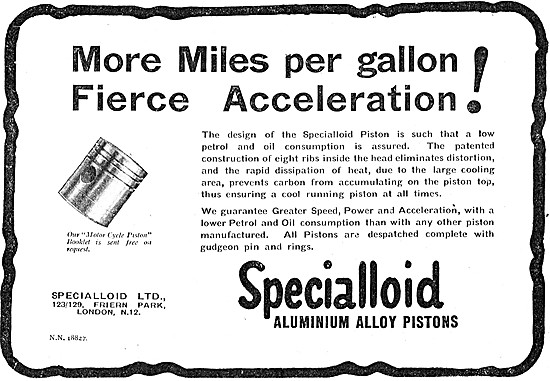 More Miles per gallon
Fierce Acceleration!
The design of the Specialloid Piston is such that a low
petrol and oil consumption is assured. The patented
construction of eight ribs inside the head eliminates distortion,
and the rapid dissipation of heat, due to the large cooling
area, prevents carbon from accumulating on the piston top,
thus ensuring a cool running piston at all times.
We guarantee Greater Speed, Power and Acceleration, with a
lower Petrol and Oil consumption than with any other piston
manufactured. All Pistons are despatched complete with
gudgeon pin and rings.
Our "Motor Cycle Piston"
Booklet is sent free on
request.
SPECIALLOID LTD.,
123/129, FRIERN PARK,
LONDON, N.12.
N.N. 18827.
Specialloid
ALUMINIUM ALLOY PISTONS